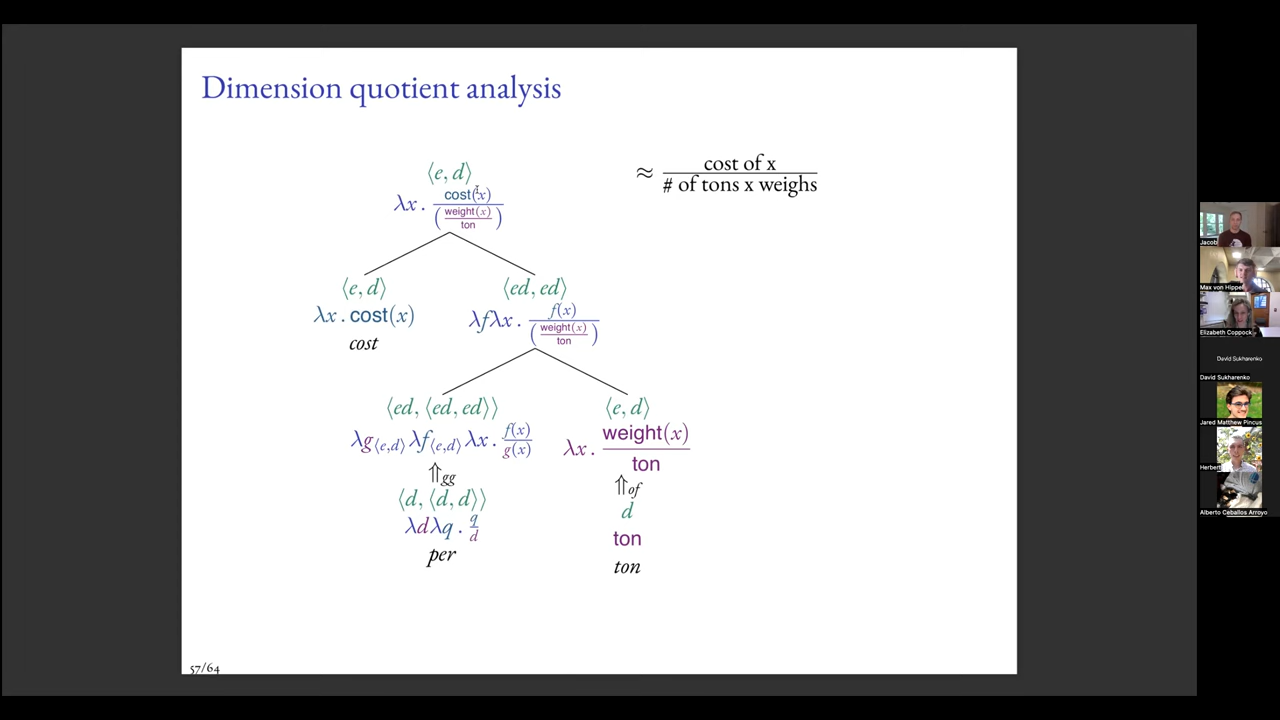 Dimension quotient analysis
⟨e, d⟩
λx . cost(x) / (weight(x) / ton)
≈ cost of x / # of tons x weighs
⟨e, d⟩
λx . cost(x)
cost
⟨ed, ed⟩
λfλx . f(x) / (weight(x) / ton)
⟨ed, ⟨ed, ed⟩⟩
λg⟨e,d⟩ λf⟨e,d⟩ λx . f(x) / g(x)
⇑gg
⟨d, ⟨d, d⟩⟩
λdλq . q / d
per
⟨e, d⟩
λx . weight(x) / ton
⇑of
d
ton
ton
57/64
Jacob
Max von Hippel
Elizabeth Coppock
David Sukharenko
David Sukharenko
Jared Matthew Pincus
Herbert
Alberto Ceballos Arroyo